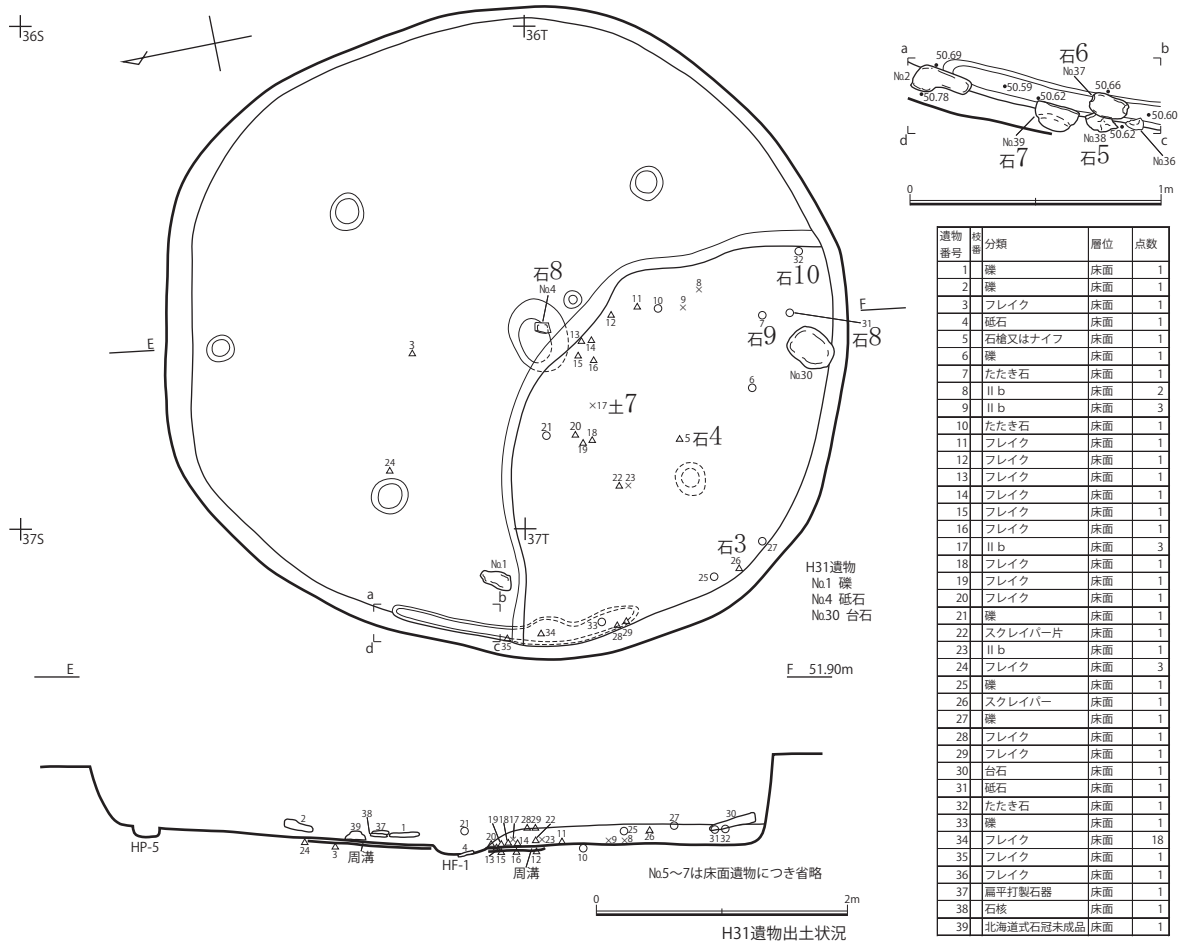 36S
36T
37S
37T
E
F
石8
№4
石10
石9
石8
№30
土7
石4
石3
№1
3
5
6
7
8
9
10
11
12
13
14
15
16
×17
18
19
20
21
22 23
24
25
26
27
28 29
31
32
33
34
35
a
b
c
d
H31遺物
№1 礫
№4 砥石
№30 台石
a
b
c
d
石6
№37
№2
50.69
50.59
50.62
50.66
50.78
50.60
50.62
№39
石7
№38
石5
№36
0 1m
E
F 51.90m
2
38
39
37
1
21
19 18 17 28 29 22
20
14
×23
11
25
27
30
24
3
4
13 15 16 12
10
×9 ×8
26
31 32
HP-5
周溝
HF-1
周溝
№5～7は床面遺物につき省略
0 2m
H31遺物出土状況
遺物番号 枝番 分類 層位 点数
1 礫 床面 1
2 礫 床面 1
3 フレイク 床面 1
4 砥石 床面 1
5 石槍又はナイフ 床面 1
6 礫 床面 1
7 たたき石 床面 1
8 Ⅱb 床面 2
9 Ⅱb 床面 3
10 たたき石 床面 1
11 フレイク 床面 1
12 フレイク 床面 1
13 フレイク 床面 1
14 フレイク 床面 1
15 フレイク 床面 1
16 フレイク 床面 1
17 Ⅱb 床面 3
18 フレイク 床面 1
19 フレイク 床面 1
20 フレイク 床面 1
21 礫 床面 1
22 スクレイパー片 床面 1
23 Ⅱb 床面 1
24 フレイク 床面 3
25 礫 床面 1
26 スクレイパー 床面 1
27 礫 床面 1
28 フレイク 床面 1
29 フレイク 床面 1
30 台石 床面 1
31 砥石 床面 1
32 たたき石 床面 1
33 礫 床面 1
34 フレイク 床面 18
35 フレイク 床面 1
36 フレイク 床面 1
37 扁平打製石器 床面 1
38 石核 床面 1
39 北海道式石冠未成品 床面 1